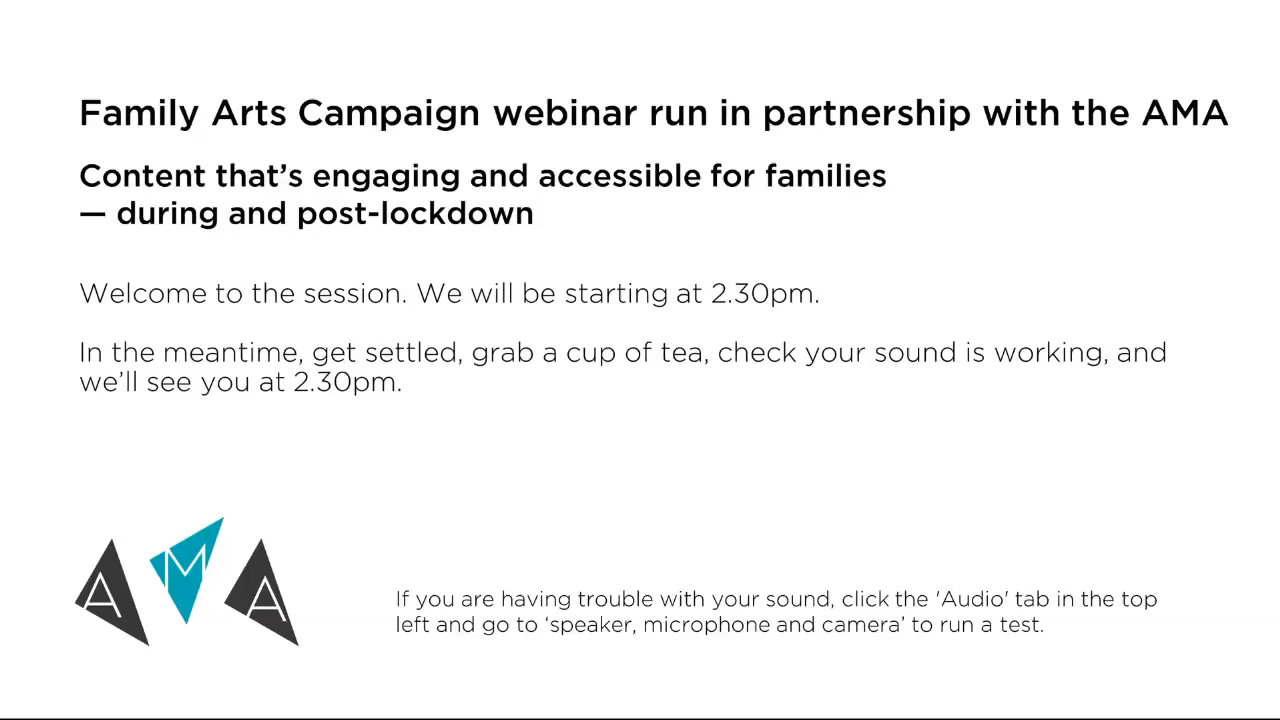 Family Arts Campaign webinar run in partnership with the AMA
Content that’s engaging and accessible for families
— during and post-lockdown
Welcome to the session. We will be starting at 2.30pm.
In the meantime, get settled, grab a cup of tea, check your sound is working, and
we’ll see you at 2.30pm.
AMA
If you are having trouble with your sound, click the 'Audio' tab in the top
left and go to ‘speaker, microphone and camera’ to run a test.